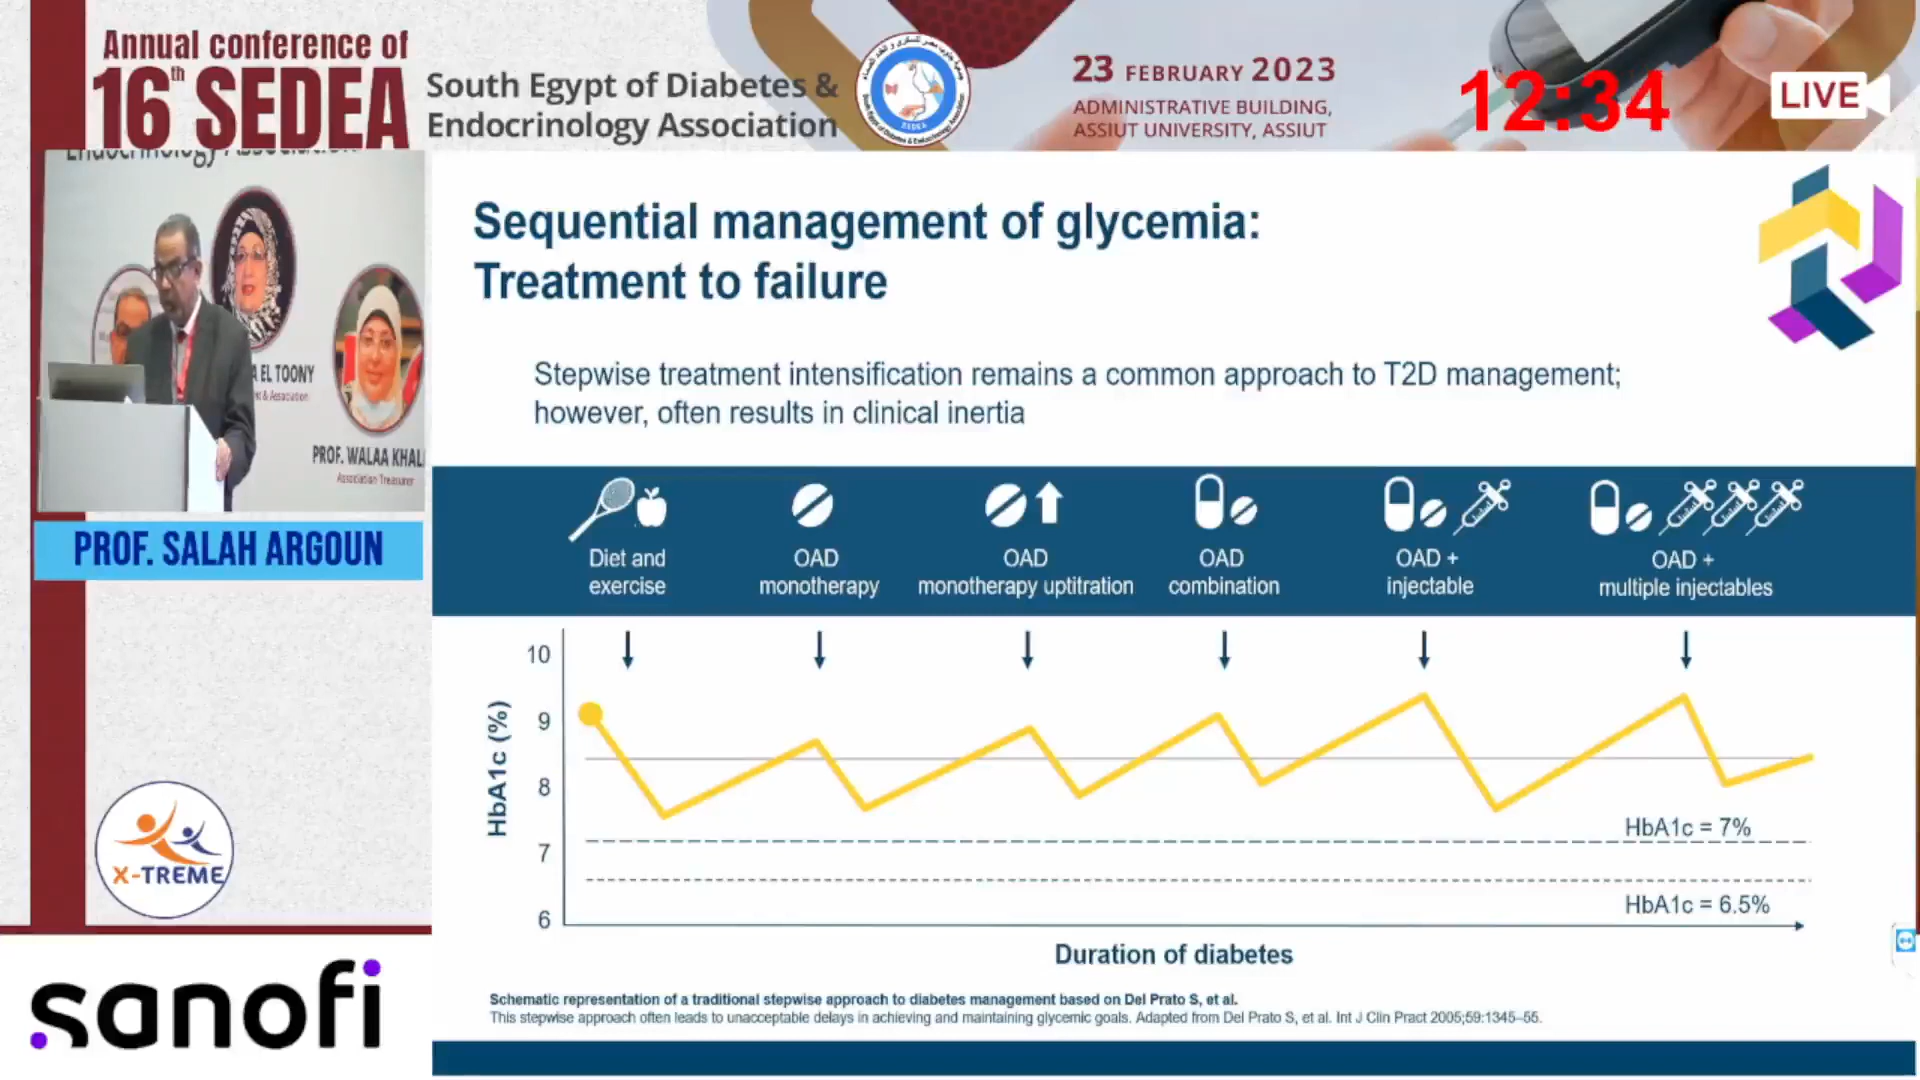 Annual conference of
16th SEDEA
South Egypt of Diabetes &
Endocrinology Association
SEDEA
23 FEBRUARY 2023
ADMINISTRATIVE BUILDING,
ASSIUT UNIVERSITY, ASSIUT
12:34
LIVE
EL TOONY
& Association
PROF. WALAA
Association Treasurer
PROF. SALAH ARGOUN
X-TREME
sanofi
Sequential management of glycemia:
Treatment to failure
Stepwise treatment intensification remains a common approach to T2D management;
however, often results in clinical inertia
Diet and
exercise
OAD
monotherapy
OAD
monotherapy uptitration
OAD
combination
OAD +
injectable
OAD +
multiple injectables
HbA1c (%)
10
9
8
7
6
HbA1c = 7%
HbA1c = 6.5%
Duration of diabetes
Schematic representation of a traditional stepwise approach to diabetes management based on Del Prato S, et al.
This stepwise approach often leads to unacceptable delays in achieving and maintaining glycemic goals. Adapted from Del Prato S, et al. Int J Clin Pract 2005;59:1345–55.